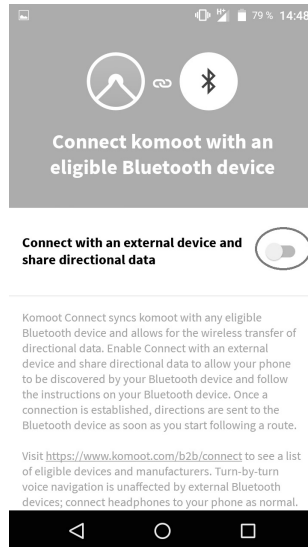 H+ 79 % 14:48
Connect komoot with an
eligible Bluetooth device
Connect with an external device and
share directional data
Komoot Connect syncs komoot with any eligible
Bluetooth device and allows for the wireless transfer of
directional data. Enable Connect with an external
device and share directional data to allow your phone
to be discovered by your Bluetooth device and follow
the instructions on your Bluetooth device. Once a
connection is established, directions are sent to the
Bluetooth device as soon as you start following a route.
Visit https://www.komoot.com/b2b/connect to see a list
of eligible devices and manufacturers. Turn-by-turn
voice navigation is unaffected by external Bluetooth
devices; connect headphones to your phone as normal.